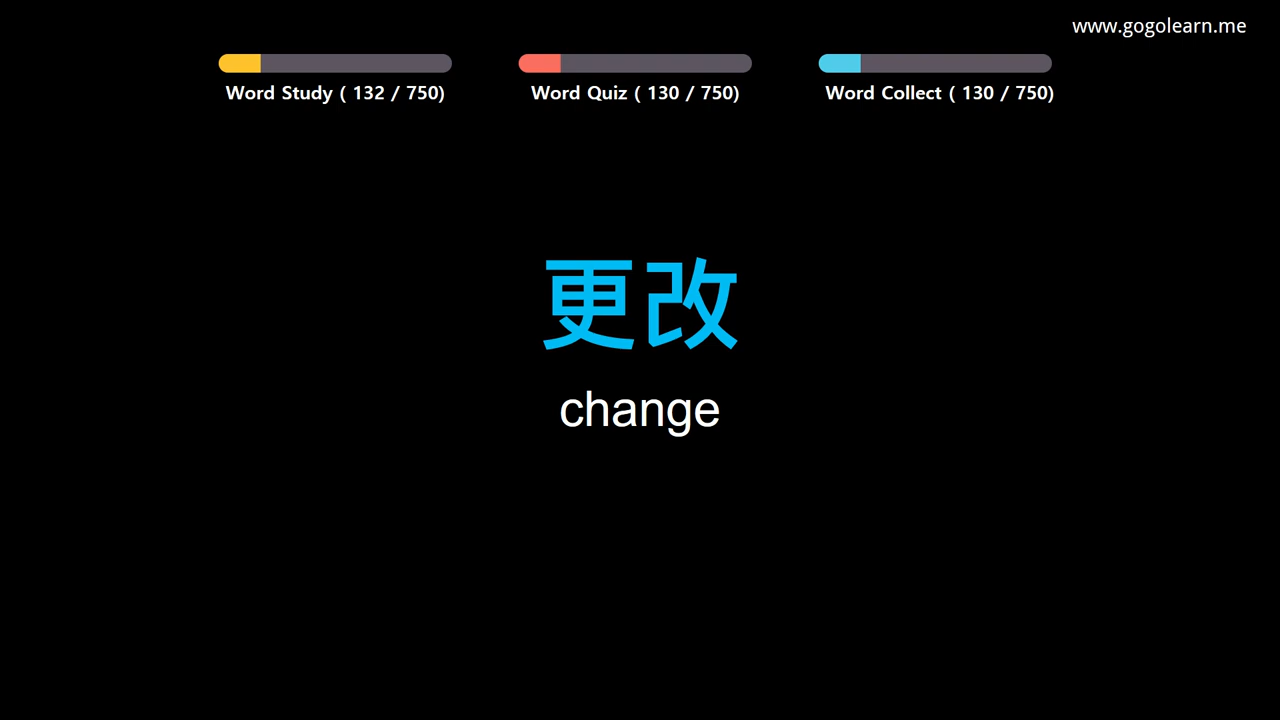 www.gogolearn.me
Word Study ( 132 / 750)
Word Quiz ( 130 / 750)
Word Collect ( 130 / 750)
更改
change